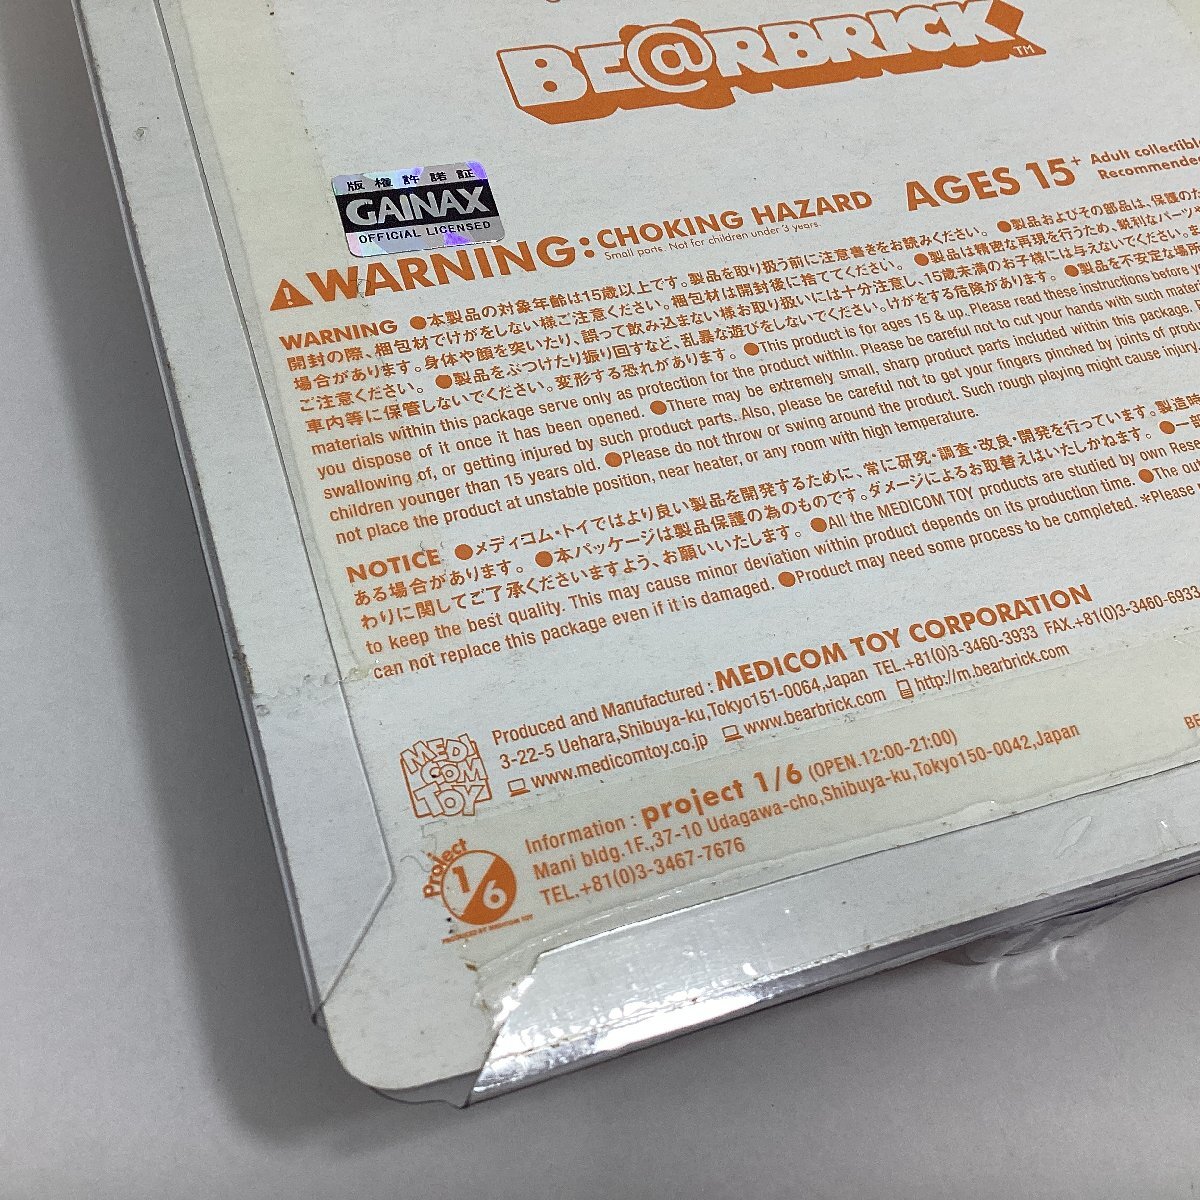 BE@RBRICK TM
版権許諾証
GAINAX
OFFICIAL LICENSED
AGES 15+ Adult collectible
Recommended
WARNING: CHOKING HAZARD
Small parts. Not for children under 3 years.
WARNING ●本製品の対象年齢は15歳以上です。製品を取り扱う前に注意書きをお読みください。 ●製品およびその部品は、保護の為
開封の際、梱包材でけがをしない様ご注意ください。梱包材は開封後に捨ててください。 ●製品は精密な再現を行うため、鋭利なパーツや
場合があります。身体や顔を突いたり、誤って飲み込まない様お取り扱いには十分注意し、15歳未満のお子様には与えないでください。
ご注意ください。 ●製品をぶつけたり振り回すなど、乱暴な遊びをしないでください。けがをする危険があります。 ●製品を不安定な場所
車内等に保管しないでください。変形する恐れがあります。 ●This product is for ages 15 & up. Please read these instructions before
materials within this package serve only as protection for the product within. Please be careful not to cut your hands with such mater
you dispose of it once it has been opened. ●There may be extremely small, sharp product parts included within this package.
swallowing of, or getting injured by such product parts. Also, please be careful not to get your fingers pinched by joints of produc
children younger than 15 years old. ●Please do not throw or swing around the product. Such rough playing might cause injury
not place the product at unstable position, near heater, or any room with high temperature.
NOTICE ●メディコム・トイではより良い製品を開発するために、常に研究・調査・改良・開発を行っています。製造時
ある場合があります。 ●本パッケージは製品保護の為のものです。ダメージによるお取替えはいたしかねます。 ●一
わりに関してご了承くださいますよう、お願いいたします。 ●All the MEDICOM TOY products are studied by own Res
to keep the best quality. This may cause minor deviation within product depends on its production time. ●The ou
can not replace this package even if it is damaged. ●Product may need some process to be completed. *Please
MEDICOM TOY
Produced and Manufactured : MEDICOM TOY CORPORATION
3-22-5 Uehara,Shibuya-ku,Tokyo151-0064,Japan TEL.+81(0)3-3460-3933 FAX.+81(0)3-3460-6933
www.medicomtoy.co.jp www.bearbrick.com http://m.bearbrick.com
BE
Project 1/6
PRODUCED BY MEDICOM TOY
Information : project 1/6 (OPEN.12:00-21:00)
Mani bldg.1F.,37-10 Udagawa-cho,Shibuya-ku,Tokyo150-0042,Japan
TEL.+81(0)3-3467-7676